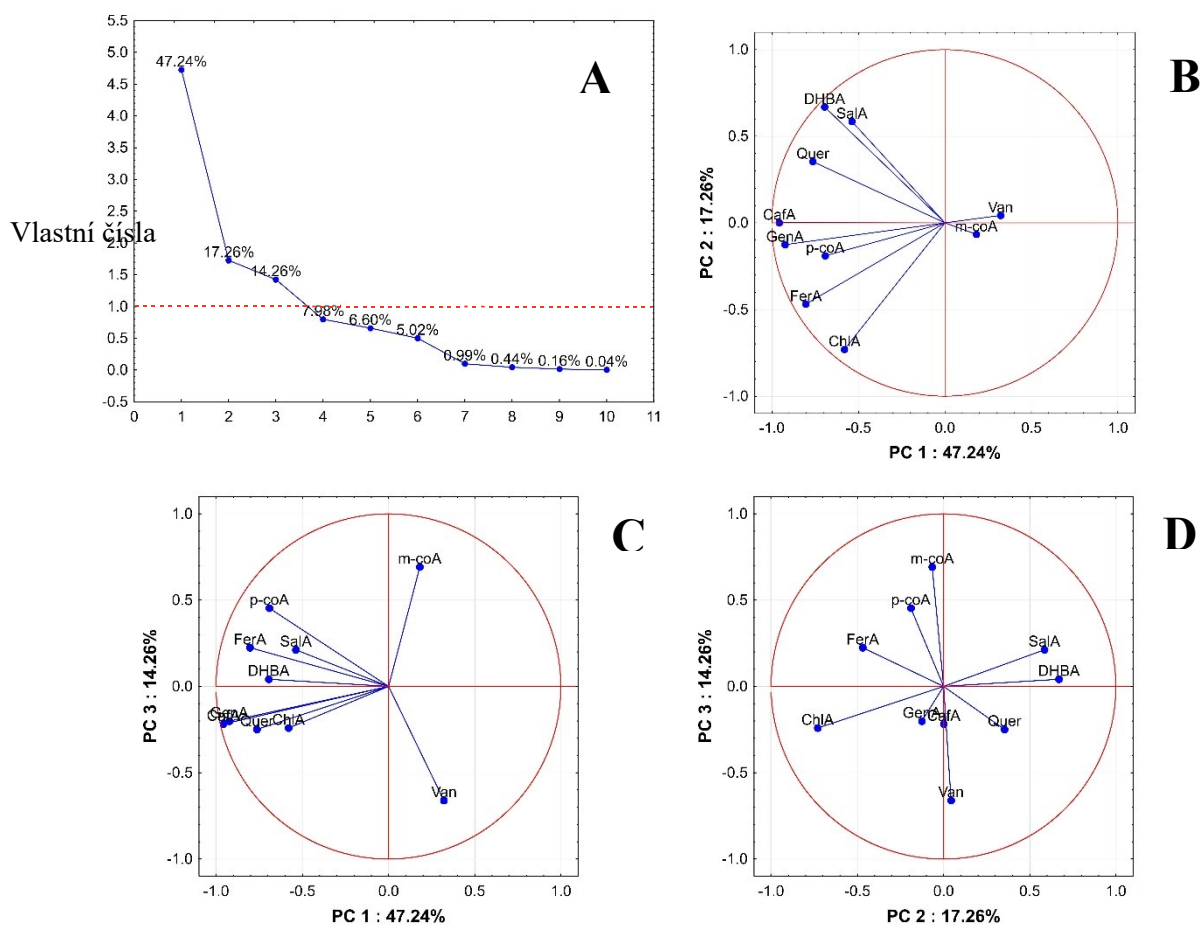 A
5.5
5.0
4.5
4.0
3.5
3.0
2.5
2.0
1.5
1.0
0.5
0.0
-0.5
Vlastní čísla
47.24%
17.26%
14.26%
7.98%
6.60%
5.02%
0.99%
0.44%
0.16%
0.04%
0 1 2 3 4 5 6 7 8 9 10 11
B
1.0
0.5
0.0
-0.5
-1.0
PC 2 : 17.26%
DHBA
SalA
Quer
CafA
GenA
p-coA
FerA
ChlA
Van
m-coA
-1.0 -0.5 0.0 0.5 1.0
PC 1 : 47.24%
C
1.0
0.5
0.0
-0.5
-1.0
PC 3 : 14.26%
m-coA
p-coA
FerA
SalA
DHBA
GenA
CafA
Quer
ChlA
Van
-1.0 -0.5 0.0 0.5 1.0
PC 1 : 47.24%
D
1.0
0.5
0.0
-0.5
-1.0
PC 3 : 14.26%
m-coA
p-coA
FerA
SalA
DHBA
ChlA
GenA
CafA
Quer
Van
-1.0 -0.5 0.0 0.5 1.0
PC 2 : 17.26%